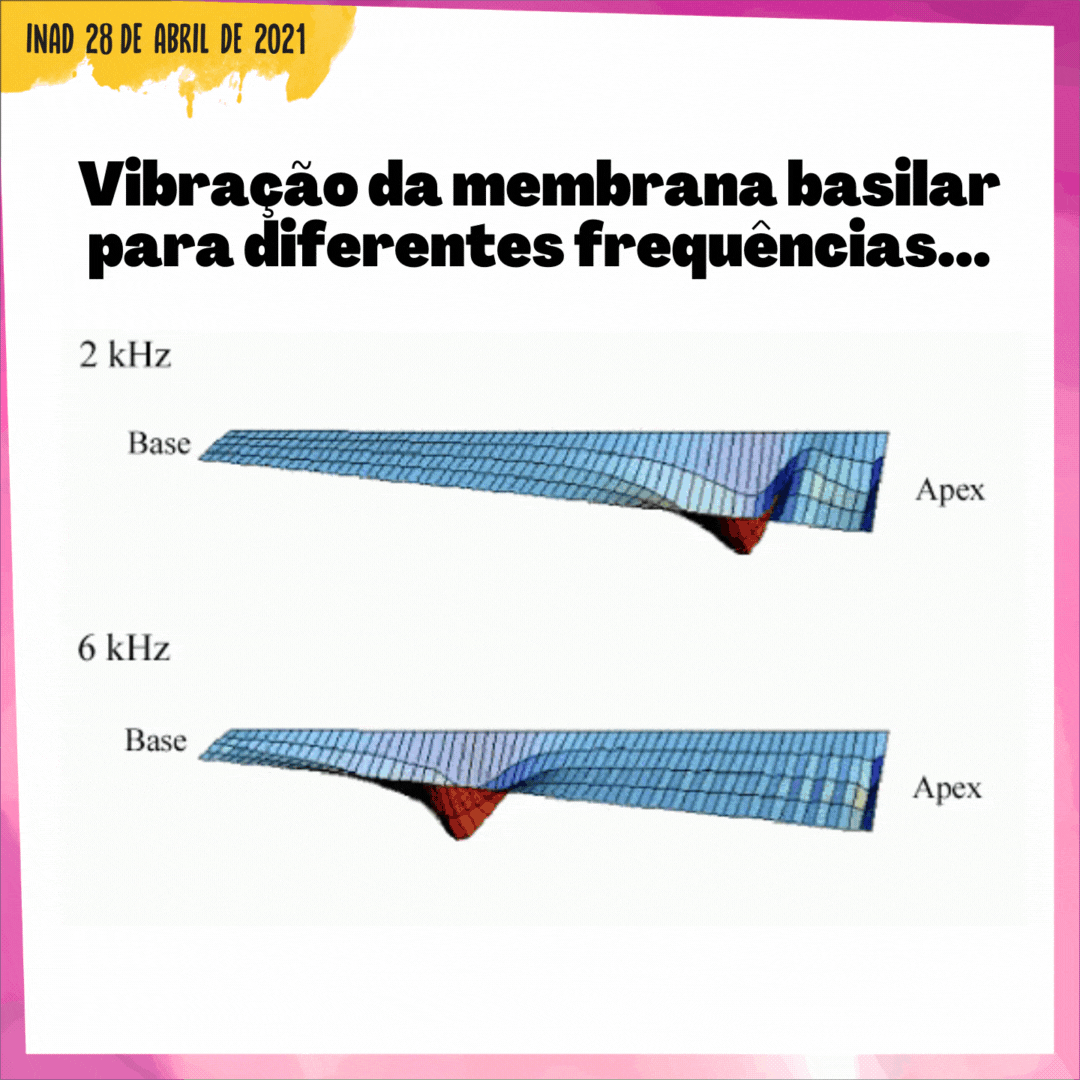 INAD 28 DE ABRIL DE 2021
Vibração da membrana basilar
para diferentes frequências...
2 kHz
Base
Apex
6 kHz
Base
Apex